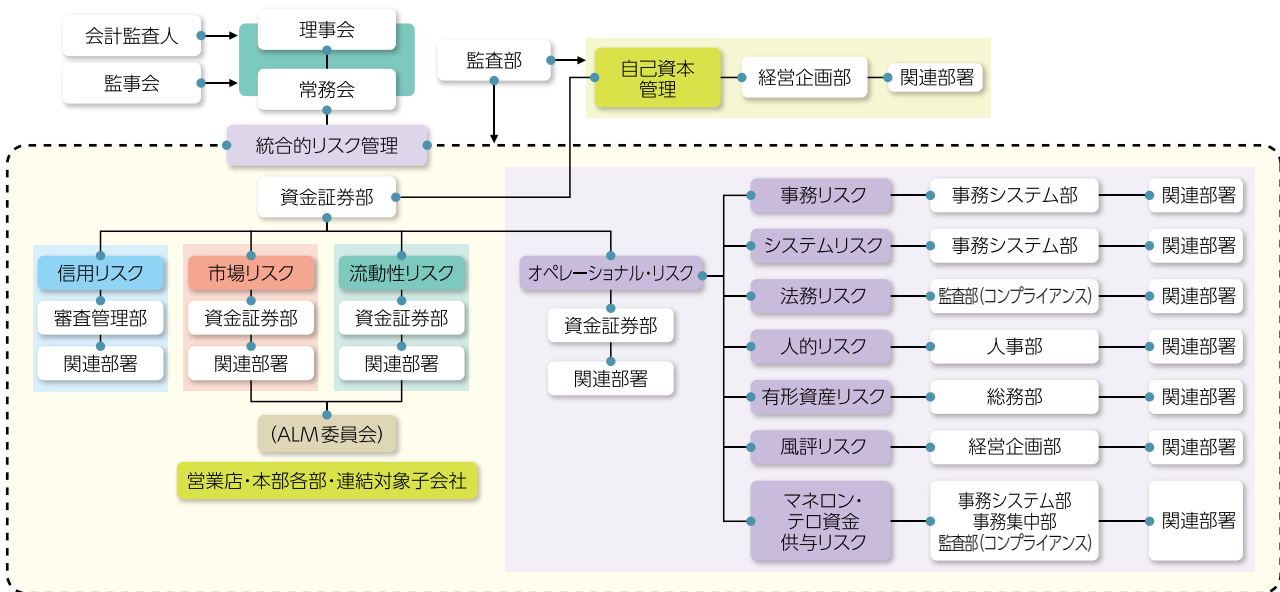 会計監査人
監事会
理事会
常務会
監査部
自己資本
管理
経営企画部
関連部署
統合的リスク管理
資金証券部
信用リスク
審査管理部
関連部署
市場リスク
資金証券部
関連部署
流動性リスク
資金証券部
関連部署
(ALM委員会)
営業店・本部各部・連結対象子会社
オペレーショナル・リスク
資金証券部
関連部署
事務リスク
事務システム部
関連部署
システムリスク
事務システム部
関連部署
法務リスク
監査部(コンプライアンス)
関連部署
人的リスク
人事部
関連部署
有形資産リスク
総務部
関連部署
風評リスク
経営企画部
関連部署
マネロン・
テロ資金
供与リスク
事務システム部
事務集中部
監査部(コンプライアンス)
関連部署